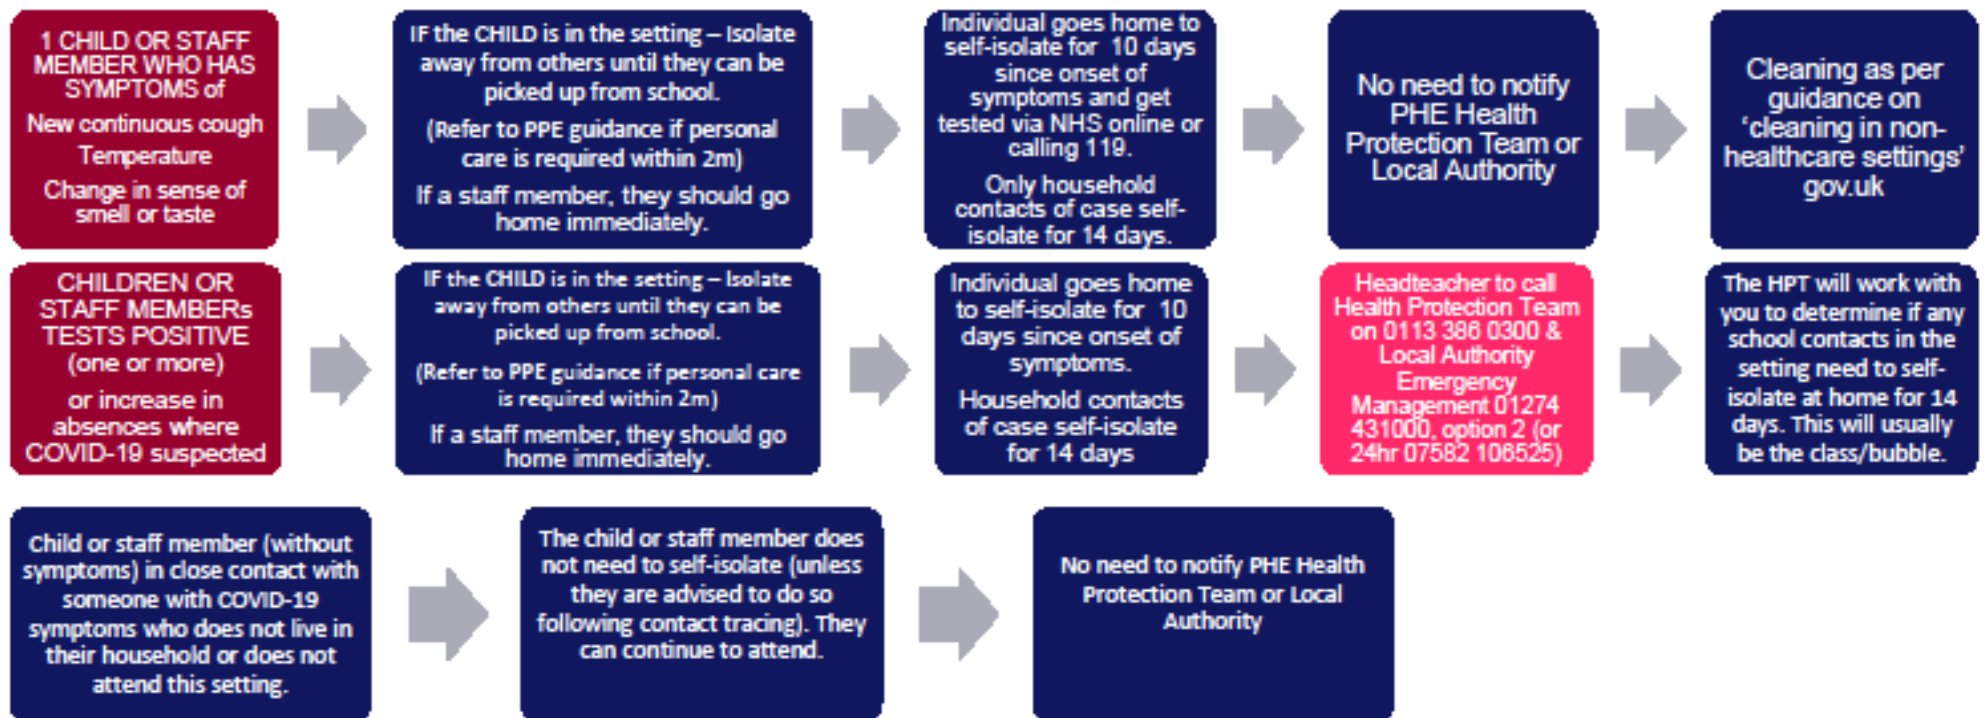 1 CHILD OR STAFF
MEMBER WHO HAS
SYMPTOMS of
New continuous cough
Temperature
Change in sense of
smell or taste
IF the CHILD is in the setting – Isolate
away from others until they can be
picked up from school.
(Refer to PPE guidance if personal
care is required within 2m)
If a staff member, they should go
home immediately.
Individual goes home to
self-isolate for 10 days
since onset of
symptoms and get
tested via NHS online or
calling 119.
Only household
contacts of case self-
isolate for 14 days.
No need to notify
PHE Health
Protection Team or
Local Authority
Cleaning as per
guidance on
‘cleaning in non-
healthcare settings’
gov.uk
CHILDREN OR
STAFF MEMBERs
TESTS POSITIVE
(one or more)
or increase in
absences where
COVID-19 suspected
IF the CHILD is in the setting – Isolate
away from others until they can be
picked up from school.
(Refer to PPE guidance if personal care
is required within 2m)
If a staff member, they should go
home immediately.
Individual goes home
to self-isolate for 10
days since onset of
symptoms.
Household contacts
of case self-isolate
for 14 days
Headteacher to call
Health Protection Team
on 0113 386 0300 &
Local Authority
Emergency
Management 01274
431000, option 2 (or
24hr 07582 106525)
The HPT will work with
you to determine if any
school contacts in the
setting need to self-
isolate at home for 14
days. This will usually
be the class/bubble.
Child or staff member (without
symptoms) in close contact with
someone with COVID-19
symptoms who does not live in
their household or does not
attend this setting.
The child or staff member does
not need to self-isolate (unless
they are advised to do so
following contact tracing). They
can continue to attend.
No need to notify PHE Health
Protection Team or Local
Authority